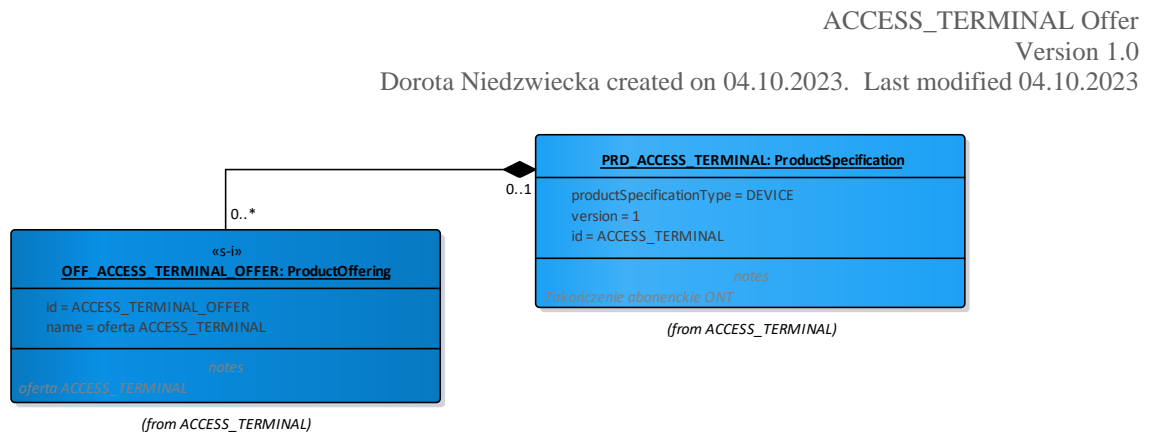 ACCESS_TERMINAL Offer
Version 1.0
Dorota Niedzwiecka created on 04.10.2023.  Last modified 04.10.2023
PRD_ACCESS_TERMINAL: ProductSpecification
productSpecificationType = DEVICE
version = 1
id = ACCESS_TERMINAL
notes
Zakończenie abonenckie ONT
(from ACCESS_TERMINAL)
0..1
0..*
«s-i»
OFF_ACCESS_TERMINAL_OFFER: ProductOffering
id = ACCESS_TERMINAL_OFFER
name = oferta ACCESS_TERMINAL
notes
oferta ACCESS_TERMINAL
(from ACCESS_TERMINAL)